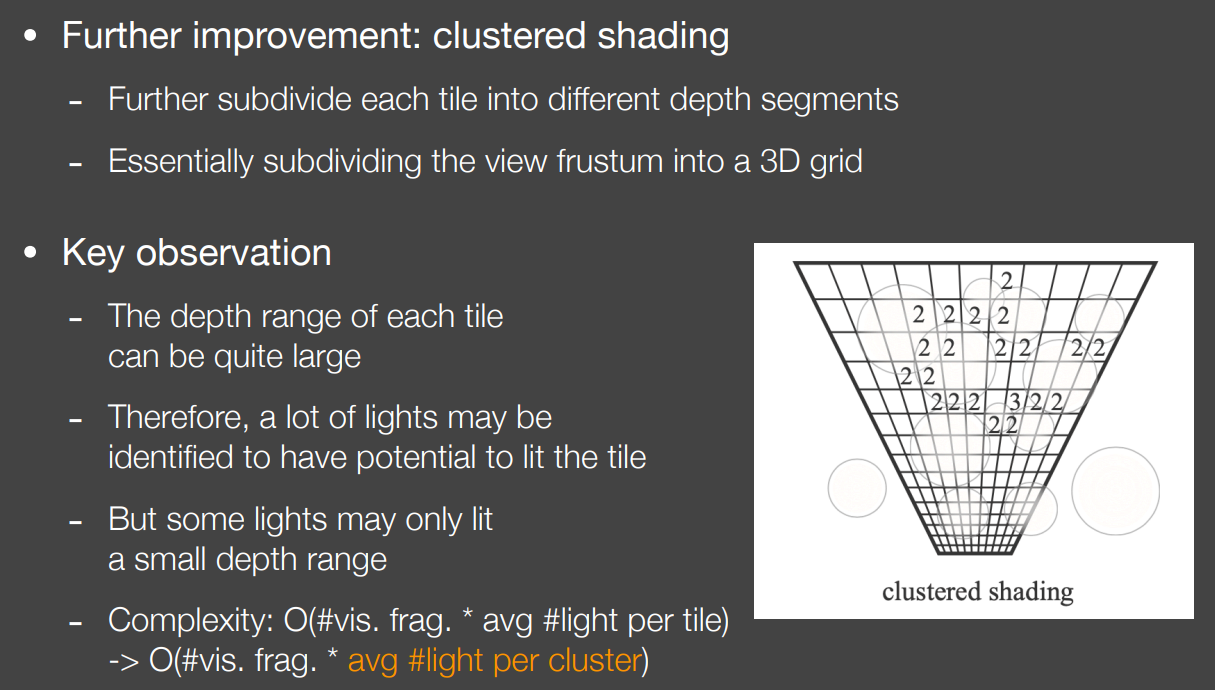 • Further improvement: clustered shading
- Further subdivide each tile into different depth segments
- Essentially subdividing the view frustum into a 3D grid
• Key observation
- The depth range of each tile
can be quite large
- Therefore, a lot of lights may be
identified to have potential to lit the tile
- But some lights may only lit
a small depth range
- Complexity: O(#vis. frag. * avg #light per tile)
-> O(#vis. frag. * avg #light per cluster)
2
2 2 2 2
2 2 2 2 2 2
2 2
2 2 2 3 2 2
2 2
clustered shading